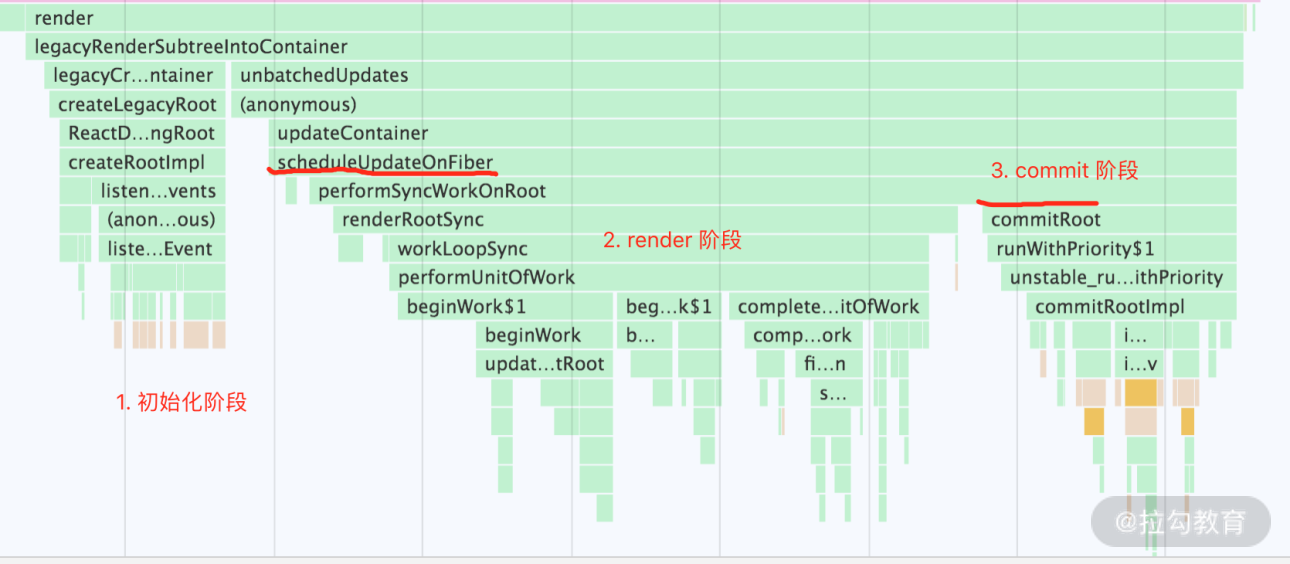 render
legacyRenderSubtreeIntoContainer
legacyCr…ntainer unbatchedUpdates
createLegacyRoot (anonymous)
ReactD…ngRoot updateContainer
createRootImpl scheduleUpdateOnFiber
listen…vents performSyncWorkOnRoot
3. commit 阶段
(anon…ous) renderRootSync commitRoot
liste…Event workLoopSync runWithPriority$1
2. render 阶段
performUnitOfWork unstable_ru…ithPriority
beginWork$1 beg…k$1 complete…itOfWork commitRootImpl
beginWork b… comp…ork i…
updat…tRoot fi…n i…v
s…
1. 初始化阶段
@拉勾教育